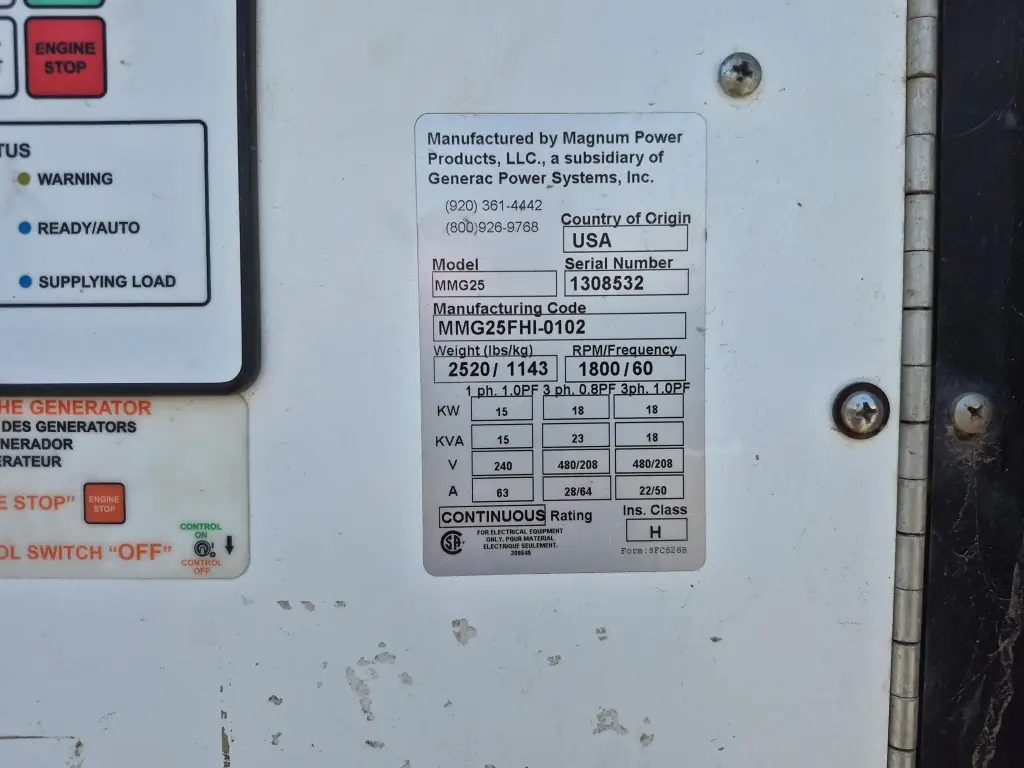 ENGINE
STOP
TUS
WARNING
READY/AUTO
SUPPLYING LOAD
HE GENERATOR
DES GENERATORS
NERADOR
ERATEUR
E STOP"
ENGINE
STOP
OL SWITCH "OFF"
CONTROL
ON
CONTROL
OFF
Manufactured by Magnum Power
Products, LLC., a subsidiary of
Generac Power Systems, Inc.
(920) 361-4442
(800)926-9768
Country of Origin
USA
Model
Serial Number
MMG25
1308532
Manufacturing Code
MMG25FHI-0102
Weight (lbs/kg) RPM/Frequency
2520/ 1143 1800/60
1 ph. 1.0PF 3 ph. 0.8PF 3ph. 1.0PF
KW 15 18 18
KVA 15 23 18
V 240 480/208 480/208
A 63 28/64 22/50
CONTINUOUS Rating Ins. Class
H
FOR ELECTRICAL EQUIPMENT
ONLY. POUR MATERIAL
ELECTRIQUE SEULEMENT.
Form:SFC626B